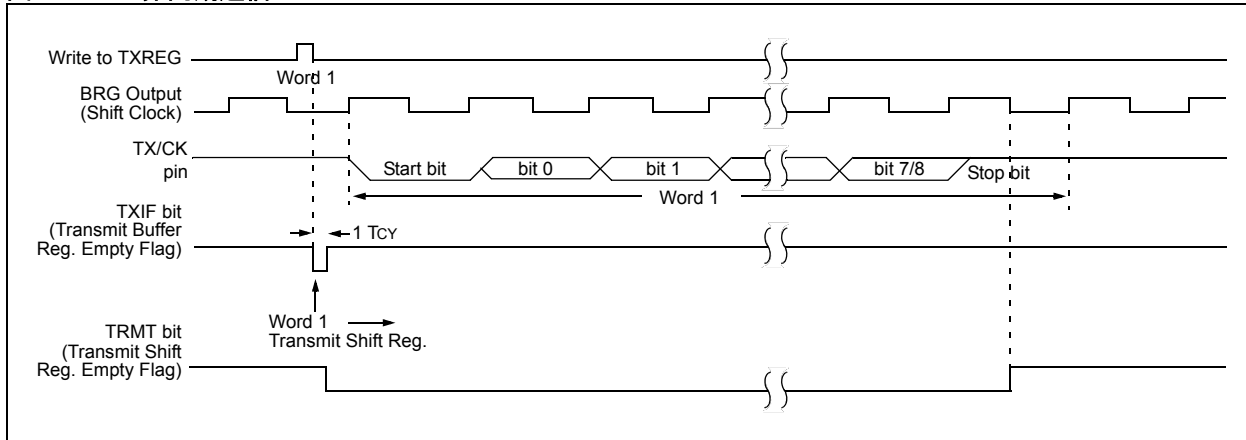 Write to TXREG
Word 1
BRG Output
(Shift Clock)
TX/CK
pin
Start bit
bit 0
bit 1
bit 7/8
Stop bit
Word 1
TXIF bit
(Transmit Buffer
Reg. Empty Flag)
1 TCY
Word 1
Transmit Shift Reg.
TRMT bit
(Transmit Shift
Reg. Empty Flag)